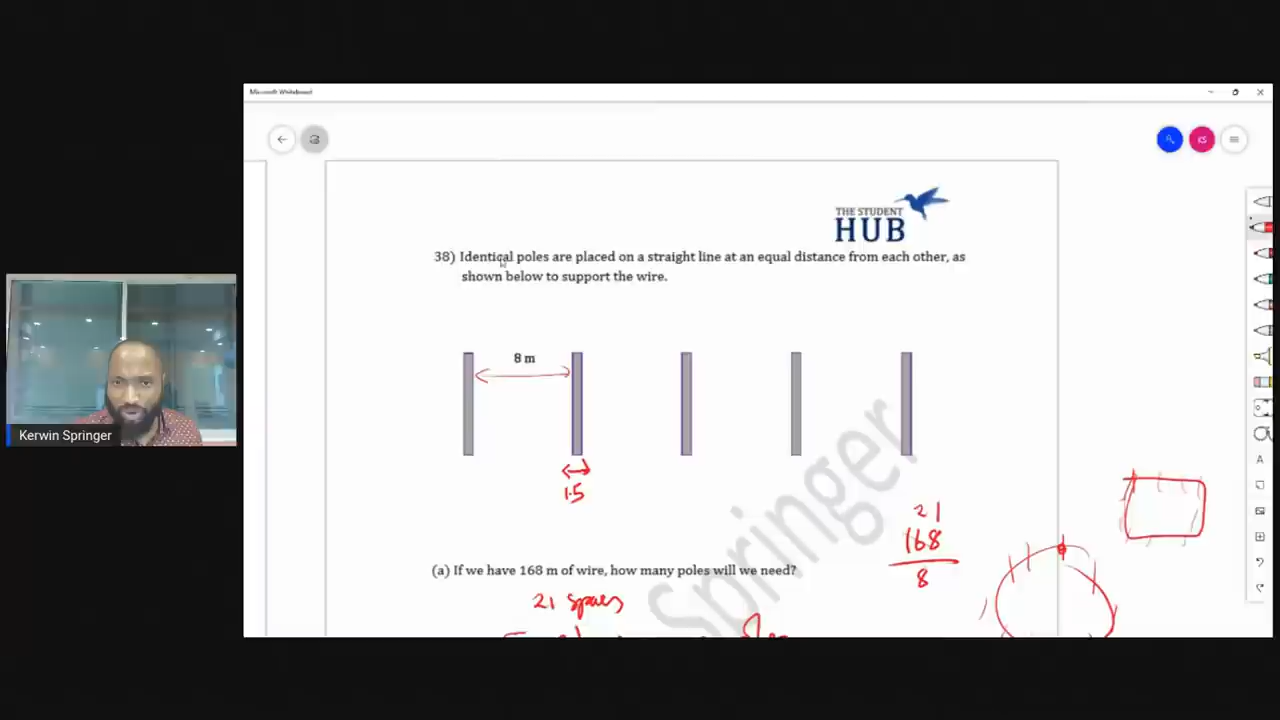 Microsoft Whiteboard
THE STUDENT
HUB
38) Identical poles are placed on a straight line at an equal distance from each other, as
shown below to support the wire.
8 m
1.5
Kerwin Springer
21
168
8
(a) If we have 168 m of wire, how many poles will we need?
21 spaces
Springer
KS
A